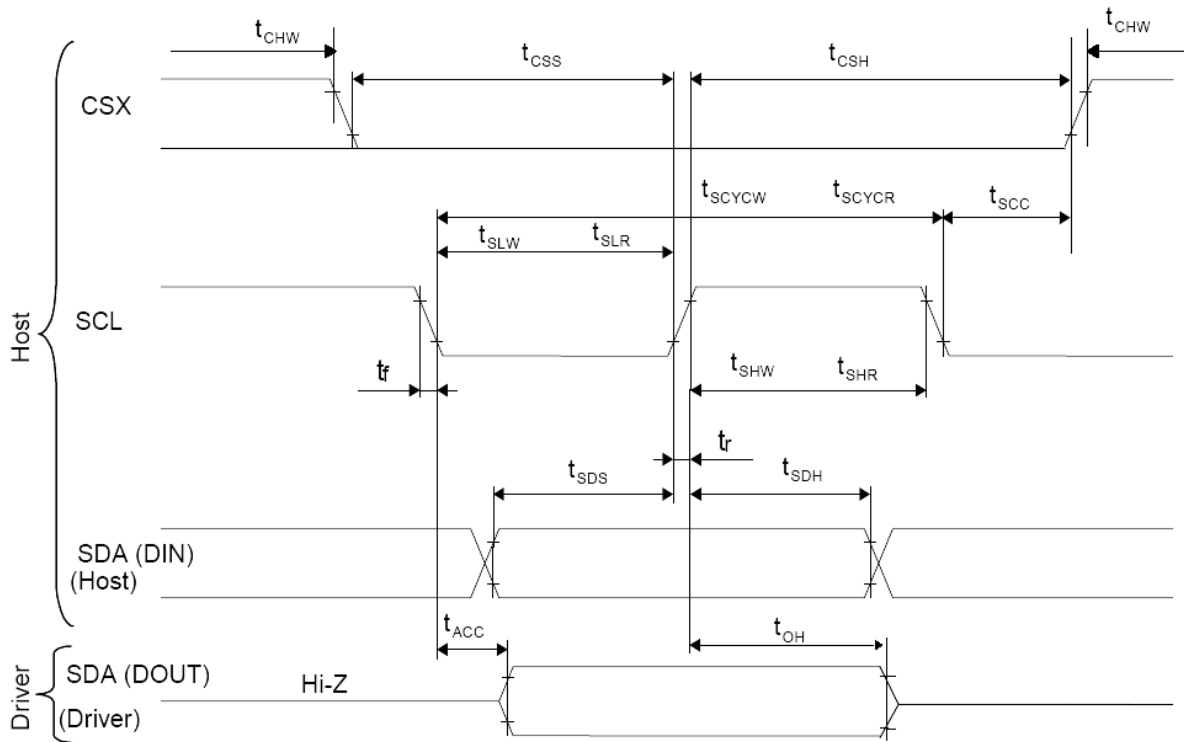 tCHW
tCHW
tCSS
tCSH
CSX
tSCYCW
tSCYCR
tSCC
tSLW
tSLR
Host
SCL
tf
tSHW
tSHR
tr
tSDS
tSDH
SDA (DIN)
(Host)
tACC
tOH
Driver
SDA (DOUT)
Hi-Z
(Driver)